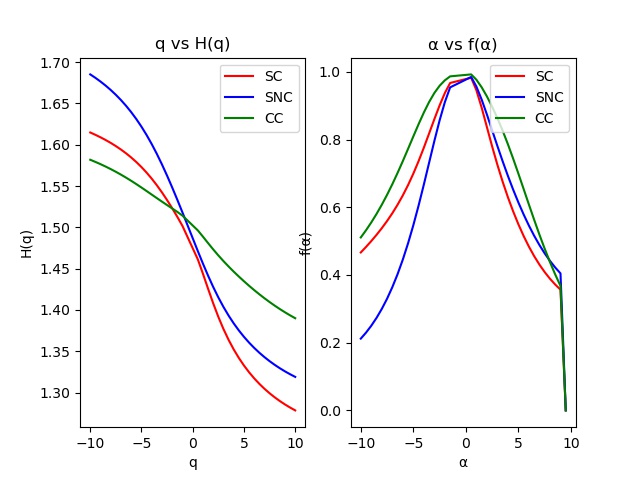 q vs H(q)
H(q)
1.70
1.65
1.60
1.55
1.50
1.45
1.40
1.35
1.30
−10
−5
0
5
10
q
SC
SNC
CC
α vs f(α)
f(α)
1.0
0.8
0.6
0.4
0.2
0.0
−10
−5
0
5
10
α
SC
SNC
CC